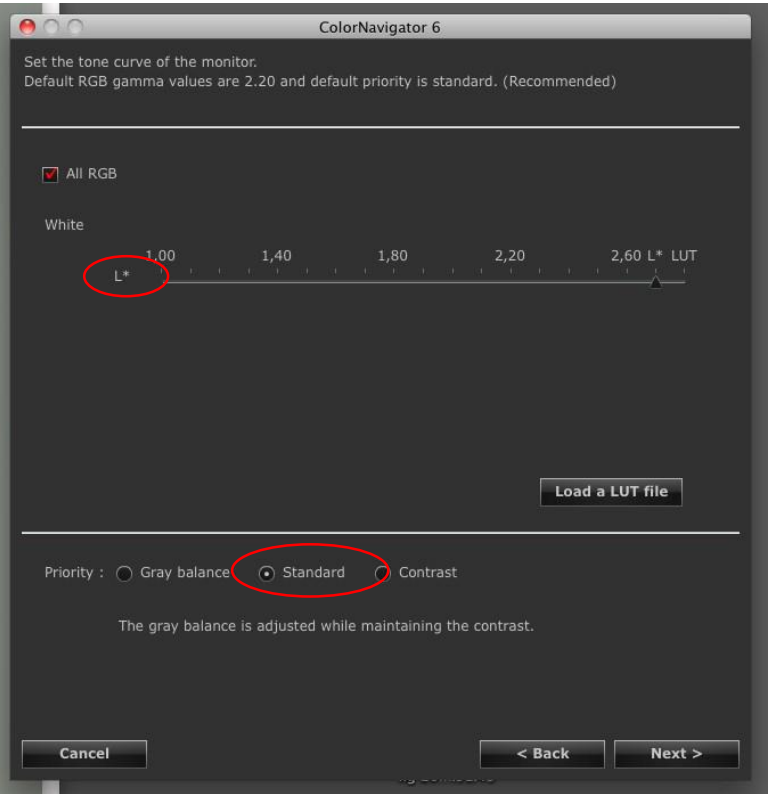 ColorNavigator 6
Set the tone curve of the monitor.
Default RGB gamma values are 2.20 and default priority is standard. (Recommended)
All RGB
White
1,00 1,40 1,80 2,20 2,60 L* LUT
L*
Load a LUT file
Priority : Gray balance Standard Contrast
The gray balance is adjusted while maintaining the contrast.
Cancel < Back Next >